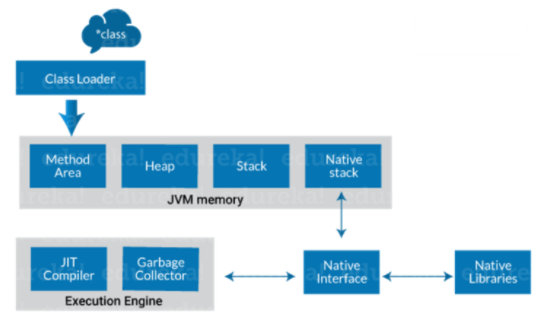 *class
Class Loader
Method
Area
Heap
Stack
Native
stack
JVM memory
JIT
Compiler
Garbage
Collector
Execution Engine
Native
Interface
Native
Libraries